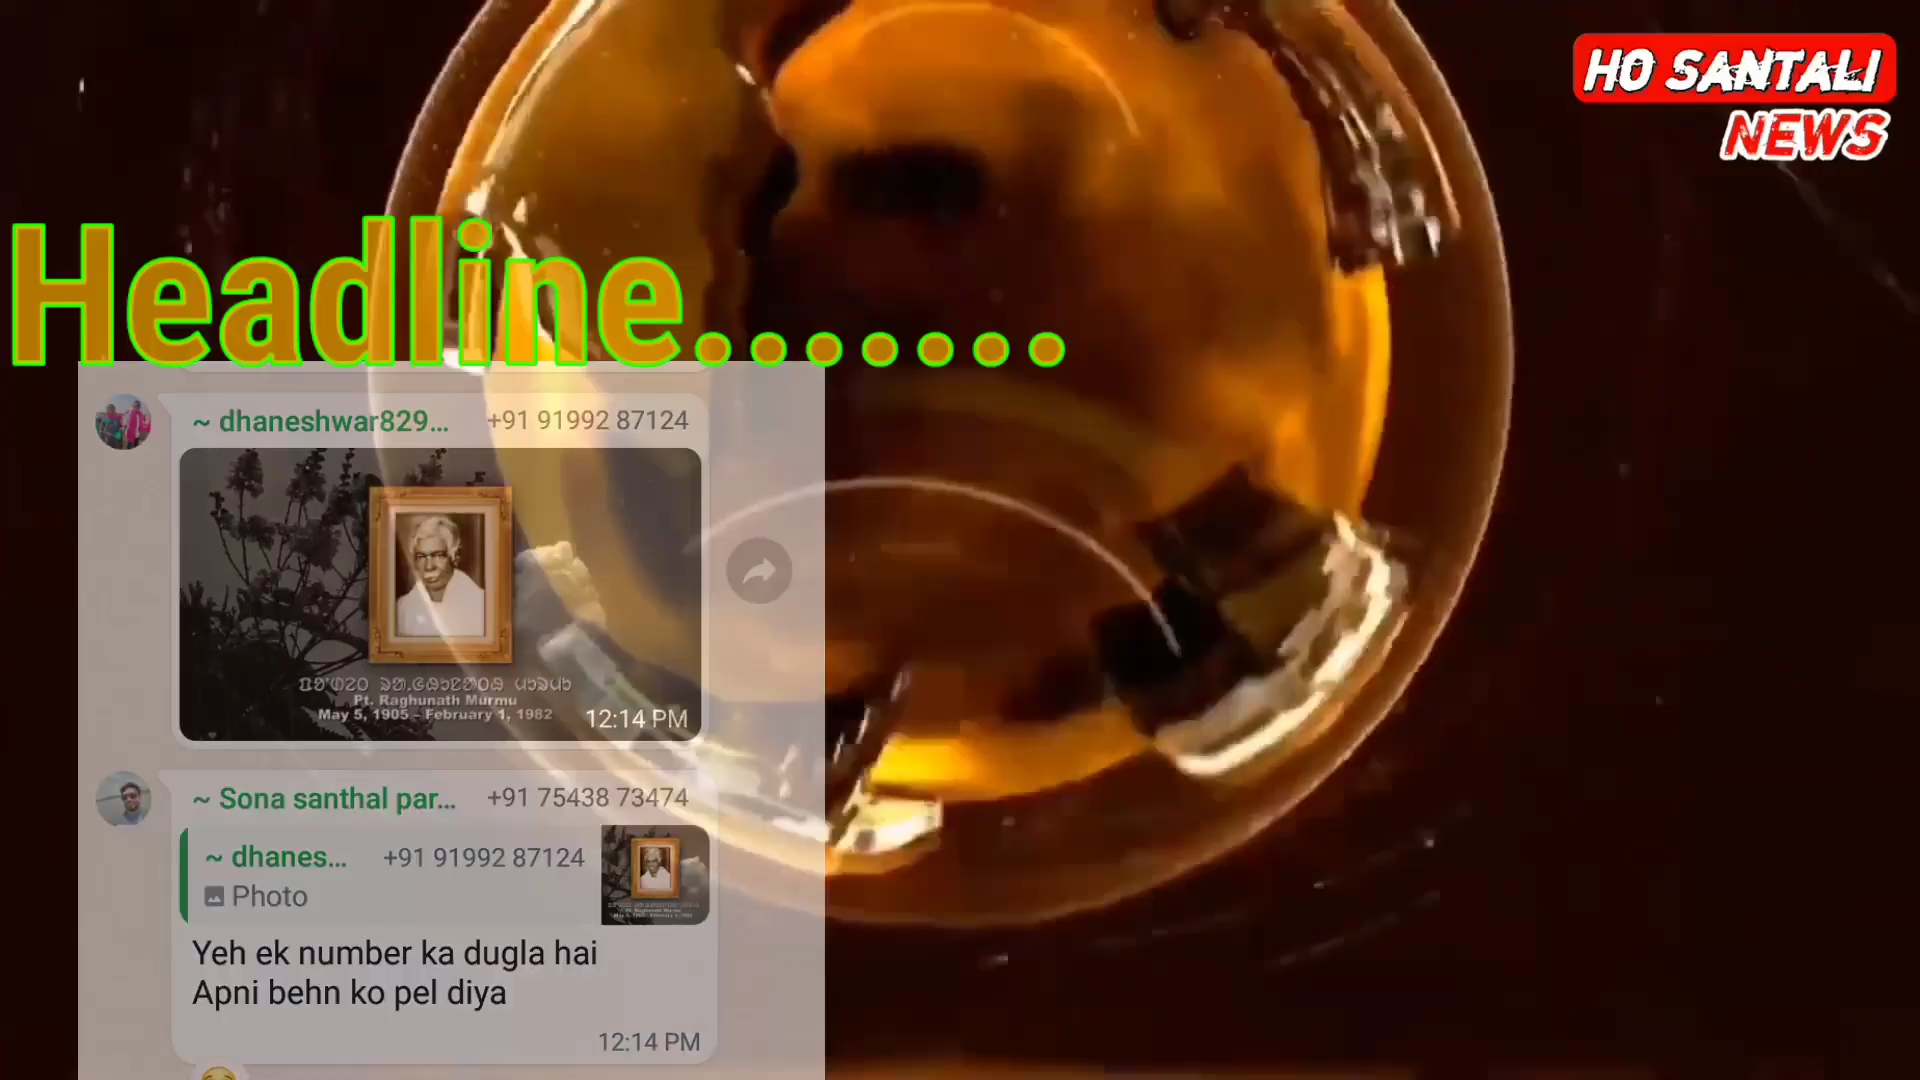 HO SANTALI
NEWS
Headline.......
~ dhaneshwar829... +91 91992 87124
Pt. Raghunath Murmu
May 5, 1905 – February 1, 1982
12:14 PM
~ Sona santhal par... +91 75438 73474
~ dhanes... +91 91992 87124
Photo
Yeh ek number ka dugla hai
Apni behn ko pel diya
12:14 PM